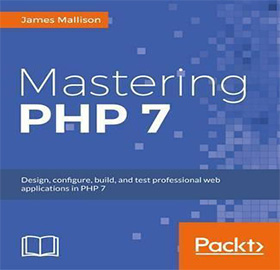 James Mallison
Mastering
PHP 7
Design, configure, build, and test professional web
applications in PHP 7
Packt>